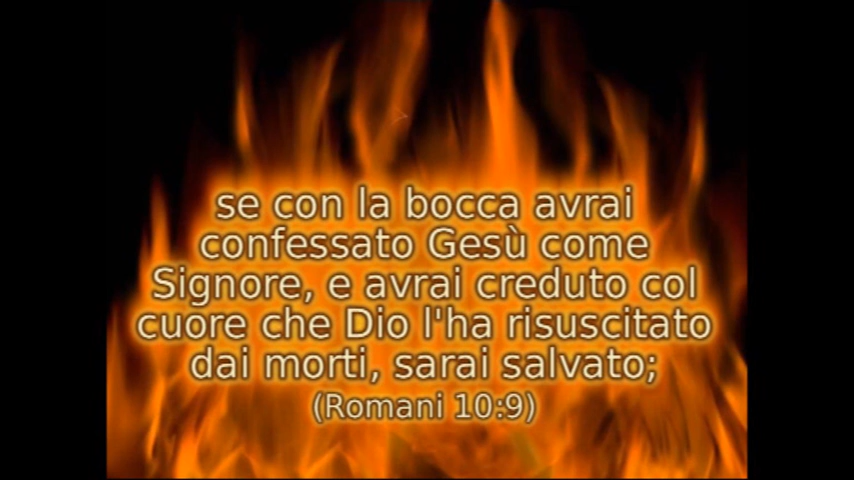 se con la bocca avrai
confessato Gesù come
Signore, e avrai creduto col
cuore che Dio l'ha risuscitato
dai morti, sarai salvato;
(Romani 10:9)